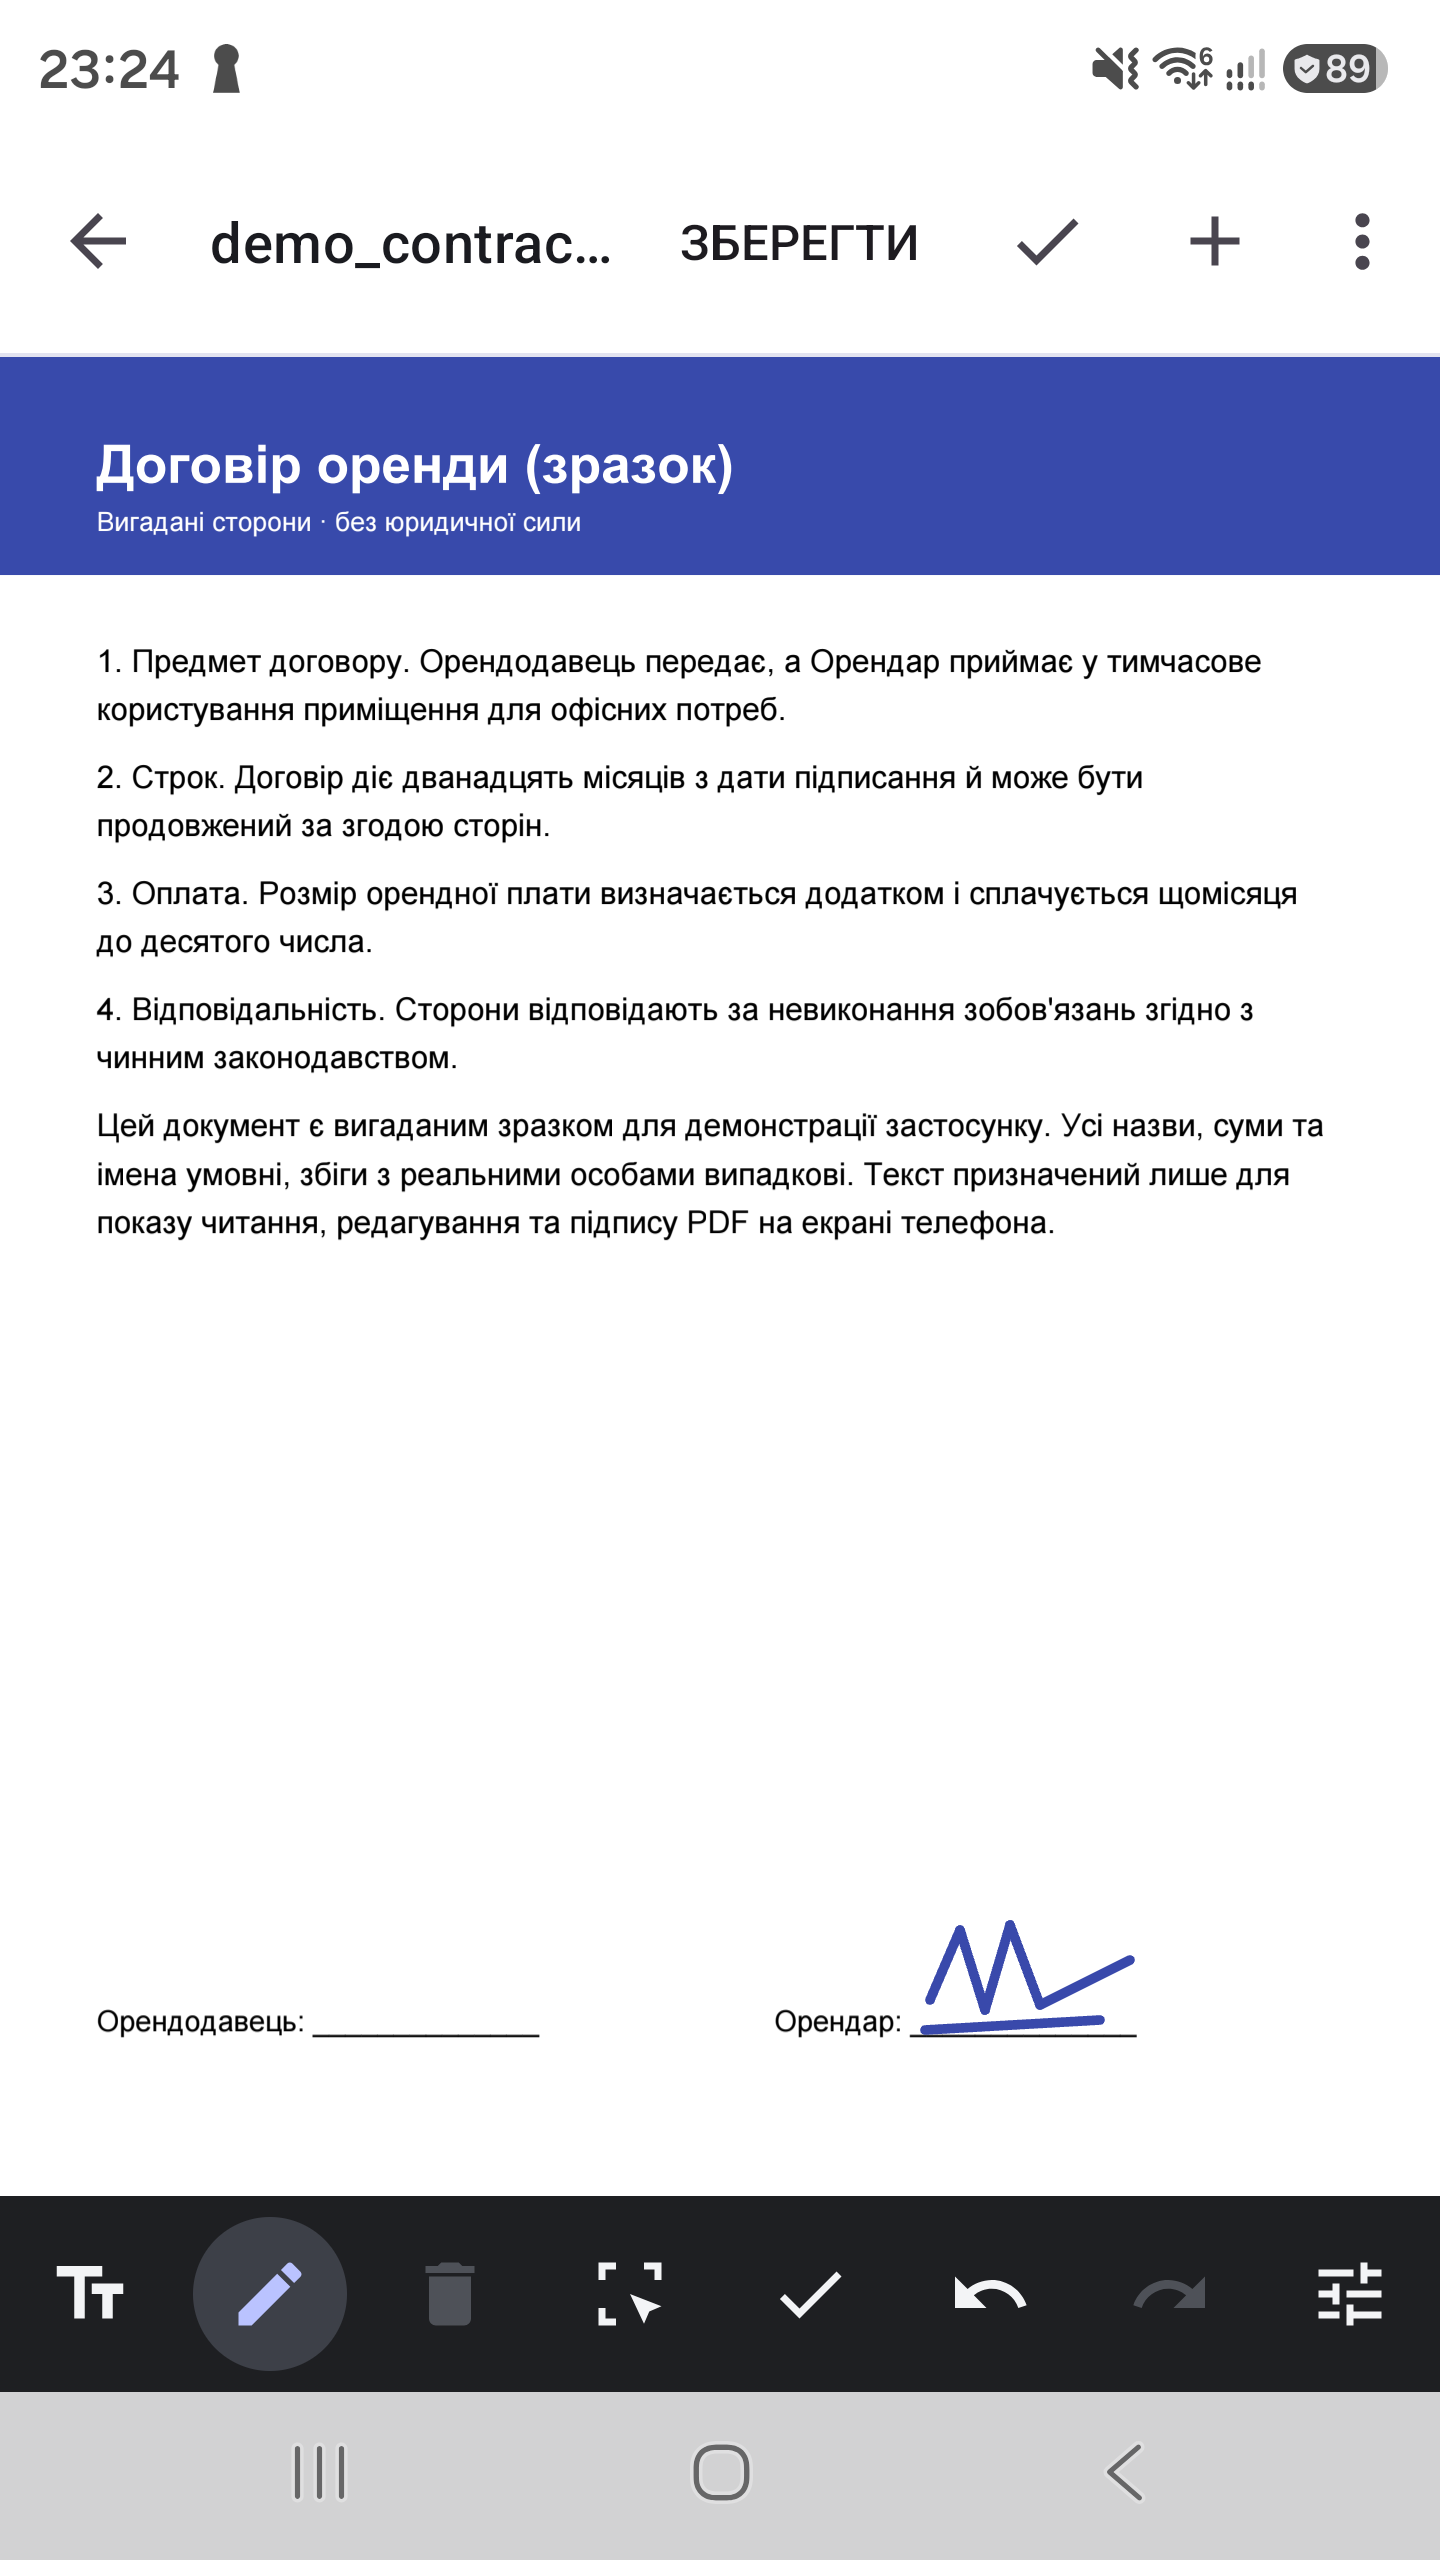 23:24
6
89
demo_contrac...
ЗБЕРЕГТИ
Договір оренди (зразок)
Вигадані сторони · без юридичної сили
1. Предмет договору. Орендодавець передає, а Орендар приймає у тимчасове
користування приміщення для офісних потреб.
2. Строк. Договір діє дванадцять місяців з дати підписання й може бути
продовжений за згодою сторін.
3. Оплата. Розмір орендної плати визначається додатком і сплачується щомісяця
до десятого числа.
4. Відповідальність. Сторони відповідають за невиконання зобов'язань згідно з
чинним законодавством.
Цей документ є вигаданим зразком для демонстрації застосунку. Усі назви, суми та
імена умовні, збіги з реальними особами випадкові. Текст призначений лише для
показу читання, редагування та підпису PDF на екрані телефона.
Орендодавець: ______________
Орендар: ______________